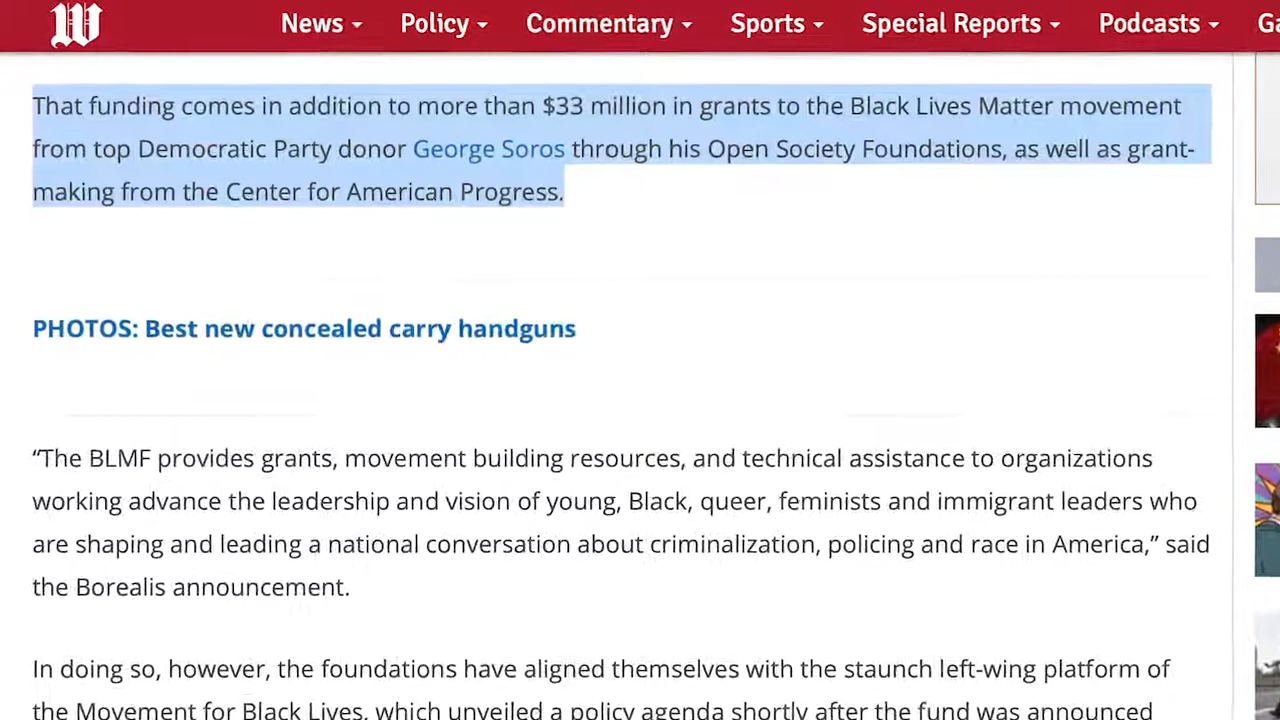 W
News Policy Commentary Sports Special Reports Podcasts Ga
That funding comes in addition to more than $33 million in grants to the Black Lives Matter movement
from top Democratic Party donor George Soros through his Open Society Foundations, as well as grant-
making from the Center for American Progress.
PHOTOS: Best new concealed carry handguns
“The BLMF provides grants, movement building resources, and technical assistance to organizations
working advance the leadership and vision of young, Black, queer, feminists and immigrant leaders who
are shaping and leading a national conversation about criminalization, policing and race in America,” said
the Borealis announcement.
In doing so, however, the foundations have aligned themselves with the staunch left-wing platform of
the Movement for Black Lives, which unveiled a policy agenda shortly after the fund was announced